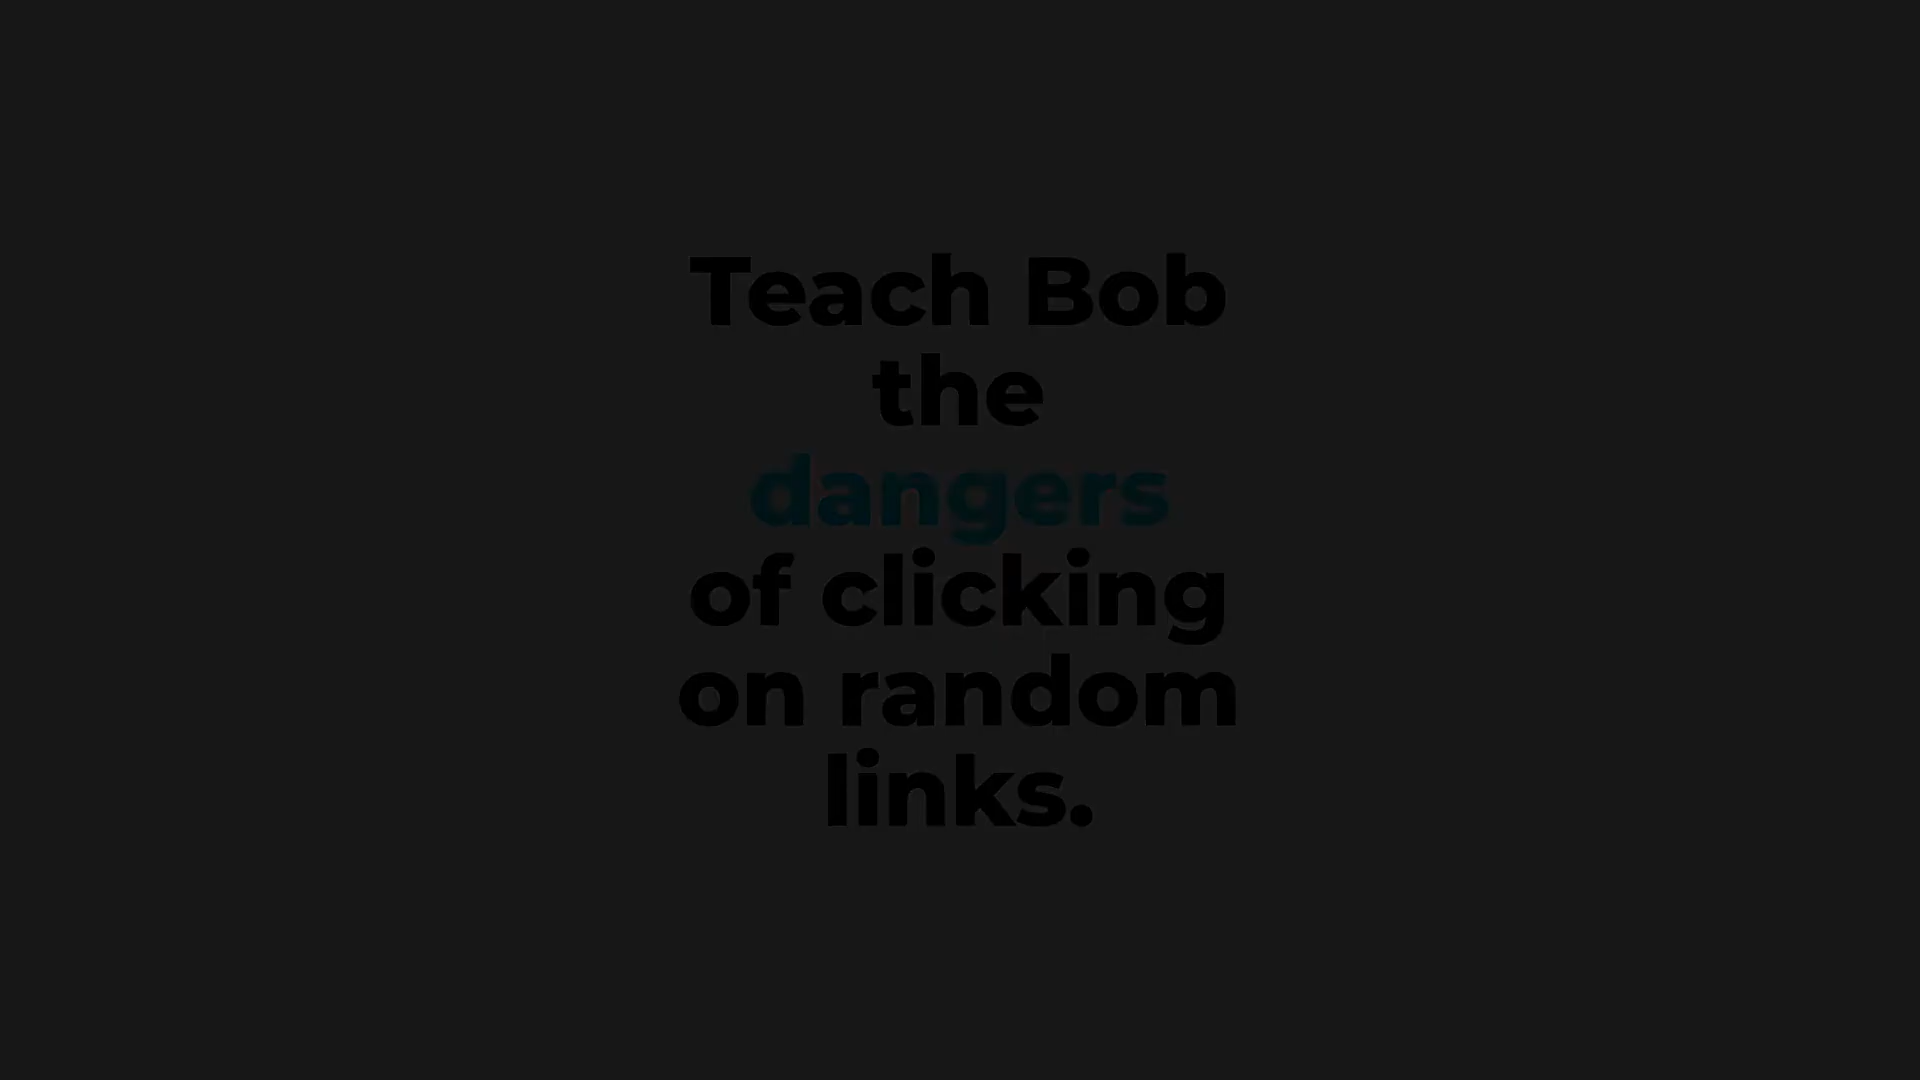 Teach Bob
the
dangers
of clicking
on random
links.